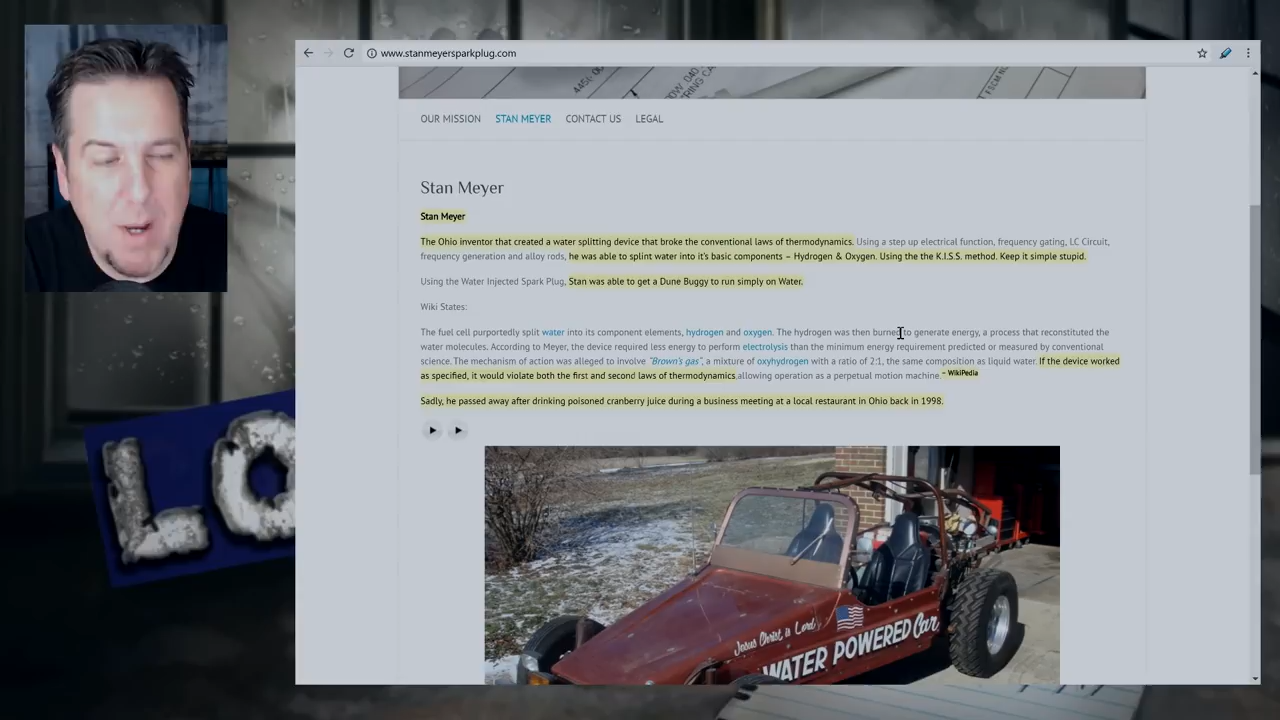 www.stanmeyersparkplug.com
OUR MISSION STAN MEYER CONTACT US LEGAL
Stan Meyer
Stan Meyer
The Ohio inventor that created a water splitting device that broke the conventional laws of thermodynamics. Using a step up electrical function, frequency gating, LC Circuit,
frequency generation and alloy rods, he was able to splint water into it's basic components – Hydrogen & Oxygen. Using the the K.I.S.S. method. Keep it simple stupid.
Using the Water Injected Spark Plug, Stan was able to get a Dune Buggy to run simply on Water.
Wiki States:
The fuel cell purportedly split water into its component elements, hydrogen and oxygen. The hydrogen was then burned to generate energy, a process that reconstituted the
water molecules. According to Meyer, the device required less energy to perform electrolysis than the minimum energy requirement predicted or measured by conventional
science. The mechanism of action was alleged to involve "Brown's gas", a mixture of oxyhydrogen with a ratio of 2:1, the same composition as liquid water. If the device worked
as specified, it would violate both the first and second laws of thermodynamics,allowing operation as a perpetual motion machine. – WikiPedia
Sadly, he passed away after drinking poisoned cranberry juice during a business meeting at a local restaurant in Ohio back in 1998.
Jesus Christ is Lord
WATER POWERED Car
LO